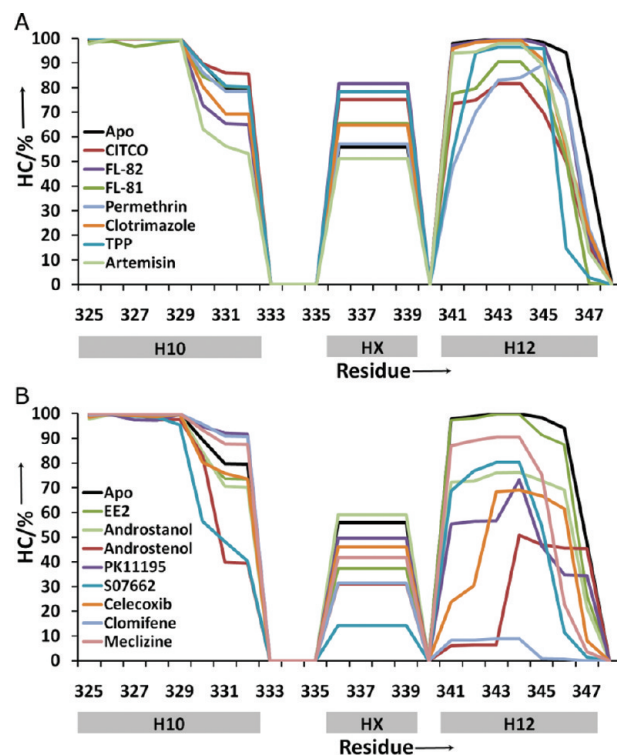 A
HC/%
100
90
80
70
60
50
40
30
20
10
0
Apo
CITCO
FL-82
FL-81
Permethrin
Clotrimazole
TPP
Artemisin
325 327 329 331 333 335 337 339 341 343 345 347
H10 HX H12
Residue
B
HC/%
100
90
80
70
60
50
40
30
20
10
0
Apo
EE2
Androstanol
Androstenol
PK11195
S07662
Celecoxib
Clomifene
Meclizine
325 327 329 331 333 335 337 339 341 343 345 347
H10 HX H12
Residue